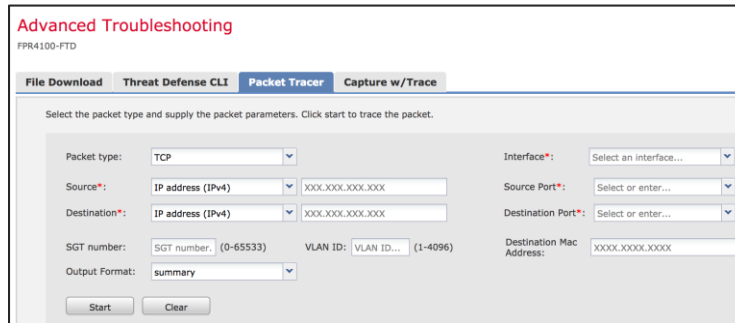 Advanced Troubleshooting
FPR4100-FTD
File Download Threat Defense CLI Packet Tracer Capture w/Trace
Select the packet type and supply the packet parameters. Click start to trace the packet.
Packet type: TCP Interface*: Select an interface...
Source*: IP address (IPv4) XXX.XXX.XXX.XXX Source Port*: Select or enter...
Destination*: IP address (IPv4) XXX.XXX.XXX.XXX Destination Port*: Select or enter...
SGT number: SGT number. (0-65533) VLAN ID: VLAN ID... (1-4096) Destination Mac Address: XXXX.XXXX.XXXX
Output Format: summary
Start Clear